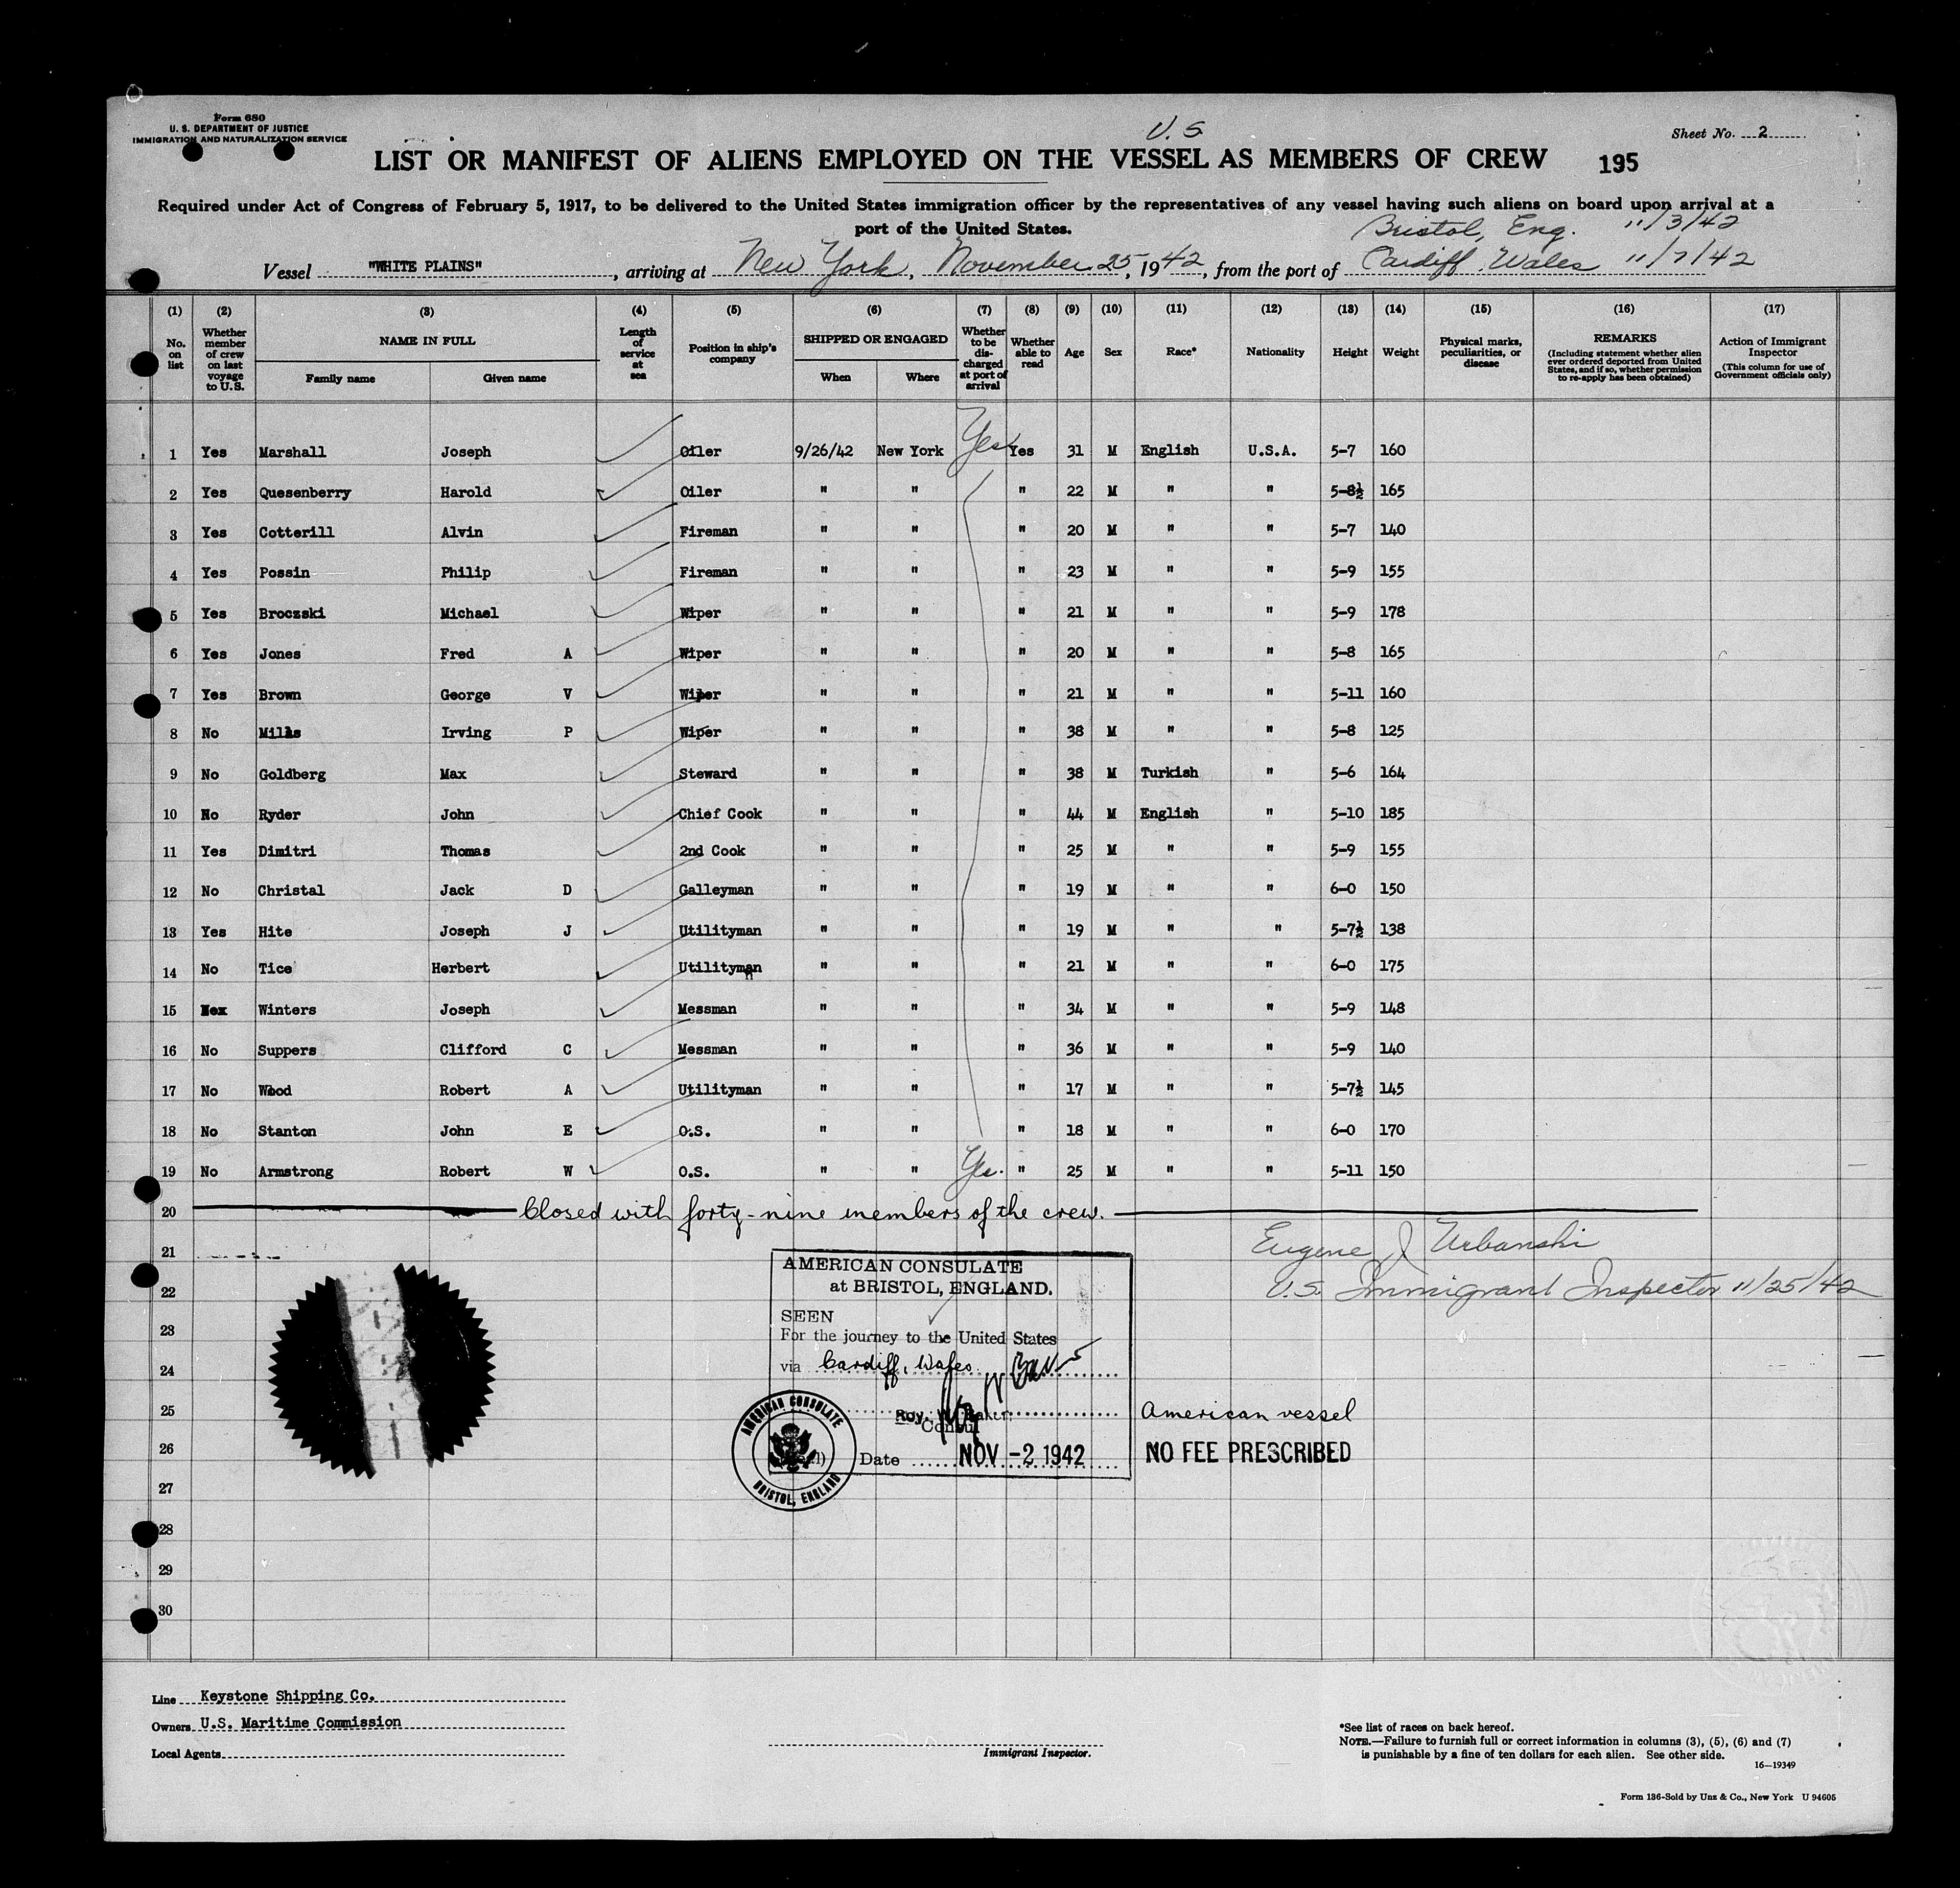 Form 680
U. S. DEPARTMENT OF JUSTICE
IMMIGRATION AND NATURALIZATION SERVICE
U. S.
Sheet No. 2
LIST OR MANIFEST OF ALIENS EMPLOYED ON THE VESSEL AS MEMBERS OF CREW 195
Required under Act of Congress of February 5, 1917, to be delivered to the United States immigration officer by the representatives of any vessel having such aliens on board upon arrival at a
port of the United States.
Bristol, Eng. 11/3/42
Vessel "WHITE PLAINS", arriving at New York, November 25, 1942, from the port of Cardiff, Wales 11/7/42
(1) (2) (3) (4) (5) (6) (7) (8) (9) (10) (11) (12) (13) (14) (15) (16) (17)
No. on list
Whether member of crew on last voyage to U.S.
NAME IN FULL
Family name Given name
Length of service at sea
Position in ship's company
SHIPPED OR ENGAGED
When Where
Whether to be discharged at port of arrival
Whether able to read
Age
Sex
Race*
Nationality
Height
Weight
Physical marks, peculiarities, or disease
REMARKS
(Including statement whether alien ever ordered deported from United States, and if so, whether permission to re-apply has been obtained)
Action of Immigrant Inspector
(This column for use of Government officials only)
1 Yes Marshall Joseph Oiler 9/26/42 New York Yes Yes 31 M English U.S.A. 5-7 160
2 Yes Quesenberry Harold Oiler " " " 22 M " " 5-8½ 165
3 Yes Cotterill Alvin Fireman " " " 20 M " " 5-7 140
4 Yes Possin Philip Fireman " " " 23 M " " 5-9 155
5 Yes Broczski Michael Wiper " " " 21 M " " 5-9 178
6 Yes Jones Fred A Wiper " " " 20 M " " 5-8 165
7 Yes Brown George V Wiper " " " 21 M " " 5-11 160
8 No Mills Irving P Wiper " " " 38 M " " 5-8 125
9 No Goldberg Max Steward " " " 38 M Turkish " 5-6 164
10 No Ryder John Chief Cook " " " 44 M English " 5-10 185
11 Yes Dimitri Thomas 2nd Cook " " " 25 M " " 5-9 155
12 No Christal Jack D Galleyman " " " 19 M " " 6-0 150
13 Yes Hite Joseph J Utilityman " " " 19 M " " 5-7½ 138
14 No Tice Herbert Utilityman " " " 21 M " " 6-0 175
15 Winters Joseph Messman " " " 34 M " " 5-9 148
16 No Suppers Clifford C Messman " " " 36 M " " 5-9 140
17 No Wood Robert A Utilityman " " " 17 M " " 5-7½ 145
18 No Stanton John E O.S. " " " 18 M " " 6-0 170
19 No Armstrong Robert W O.S. " " Yes. " 25 M " " 5-11 150
20 Closed with forty-nine members of the crew.
21 Eugene J Urbanski
22 U.S. Immigrant Inspector 11/25/42
23
24
25
26
27
28
29
30
AMERICAN CONSULATE
at BRISTOL, ENGLAND.
SEEN
For the journey to the United States
via Cardiff, Wales.
Roy W Baker
Consul
Date NOV -2 1942
AMERICAN CONSULATE
BRISTOL, ENGLAND
American vessel
NO FEE PRESCRIBED
Line Keystone Shipping Co.
Owners U.S. Maritime Commission
Local Agents
Immigrant Inspector.
*See list of races on back hereof.
NOTE.—Failure to furnish full or correct information in columns (3), (5), (6) and (7)
is punishable by a fine of ten dollars for each alien. See other side.
16—19349
Form 136-Sold by Unz & Co., New York U 94605